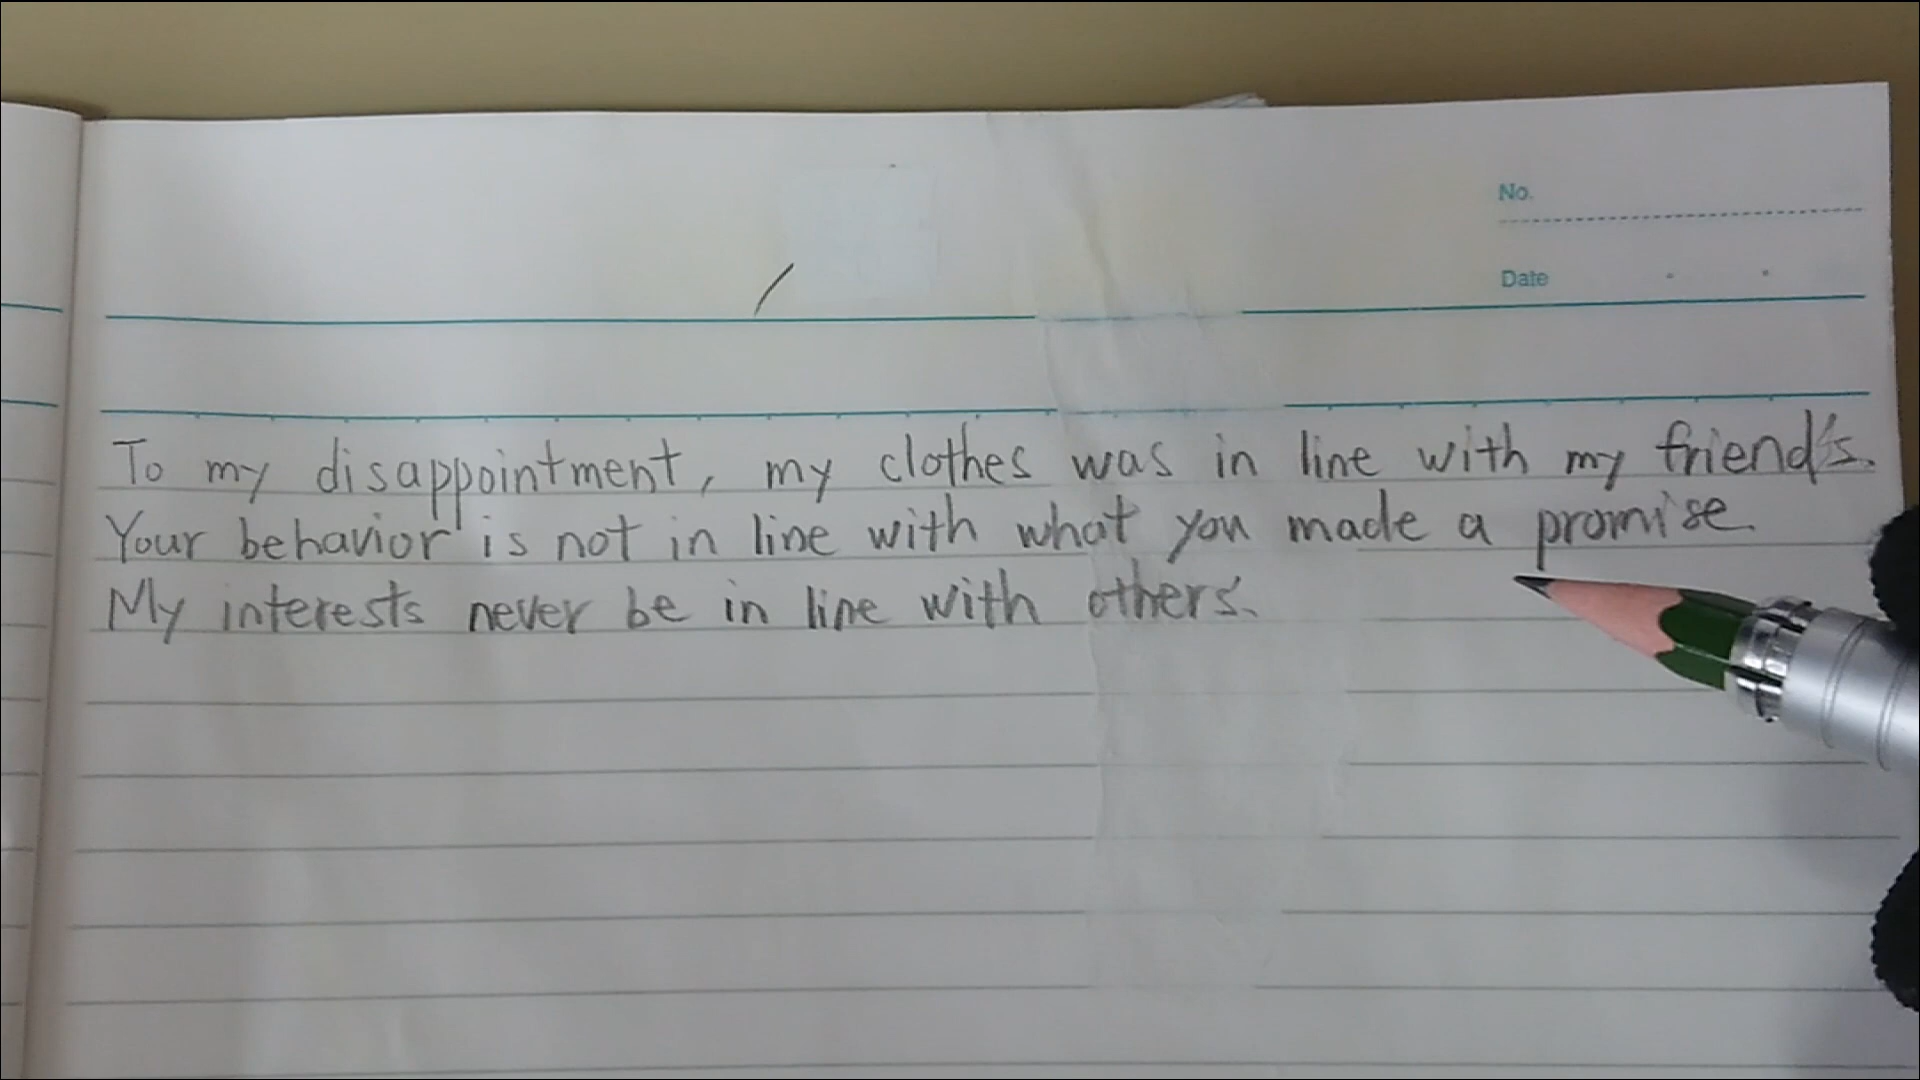 No.
Date
To my disappointment, my clothes was in line with my friend's.
Your behavior is not in line with what you made a promise.
My interests never be in line with others.